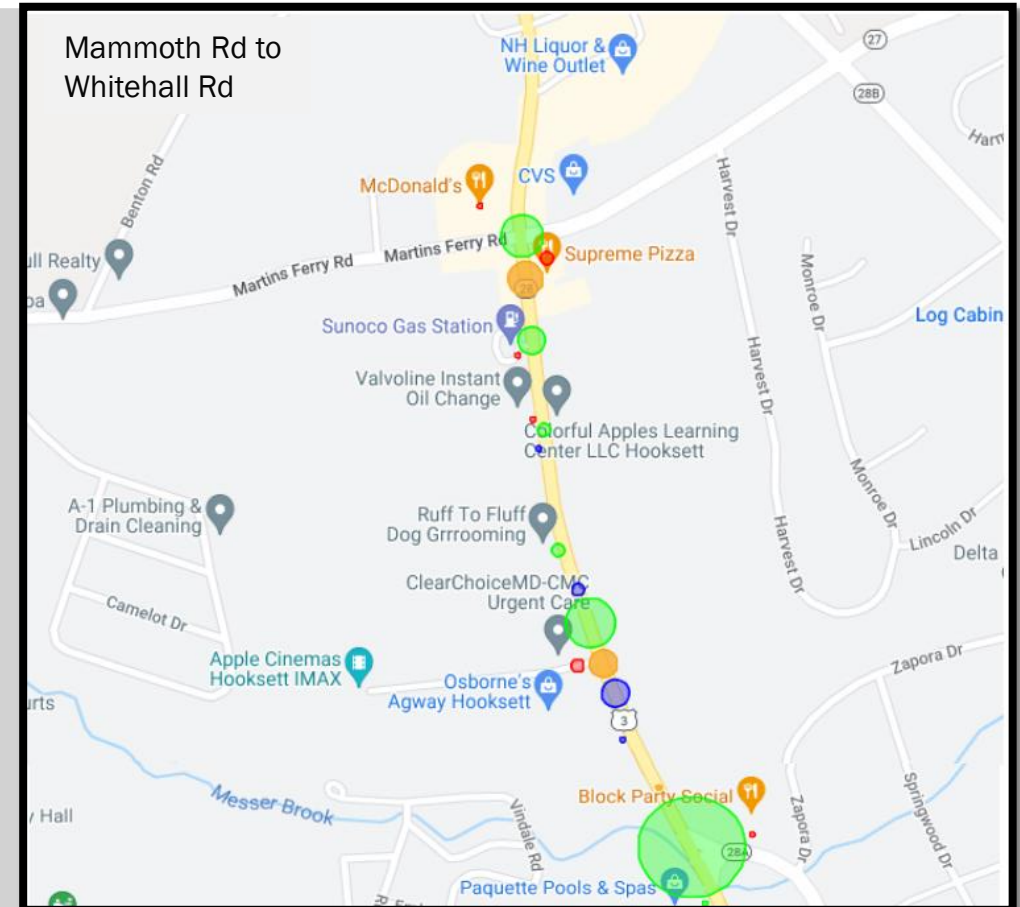 Mammoth Rd to
Whitehall Rd
NH Liquor &
Wine Outlet
27
28B
Benton Rd
McDonald's
CVS
Harvest Dr
Martins Ferry Rd
Martins Ferry Rd
Supreme Pizza
28
Monroe Dr
Sunoco Gas Station
Log Cabin
Harvest Dr
Valvoline Instant
Oil Change
Colorful Apples Learning
Center LLC Hooksett
Monroe Dr
A-1 Plumbing &
Drain Cleaning
Ruff To Fluff
Dog Grrrooming
Harvest Dr
Lincoln Dr
Delta
ClearChoiceMD-CMC
Urgent Care
Camelot Dr
Apple Cinemas
Hooksett IMAX
Zapora Dr
Osborne's
Agway Hooksett
3
Messer Brook
Block Party Social
Hall
Vindale Rd
Zapora Dr
Springwood Dr
28A
Paquette Pools & Spas